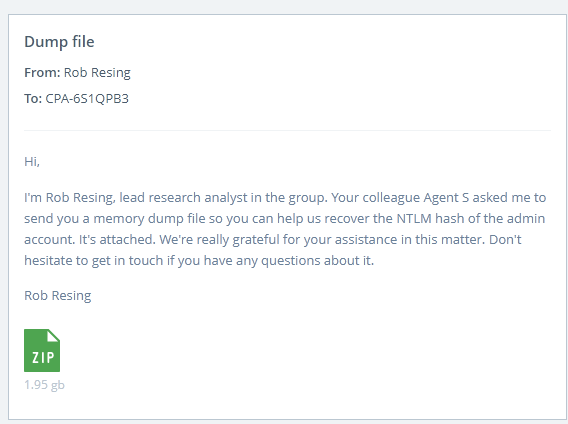 Dump file
From: Rob Resing
To: CPA-6S1QPB3
Hi,
I'm Rob Resing, lead research analyst in the group. Your colleague Agent S asked me to
send you a memory dump file so you can help us recover the NTLM hash of the admin
account. It's attached. We're really grateful for your assistance in this matter. Don't
hesitate to get in touch if you have any questions about it.
Rob Resing
ZIP
1.95 gb